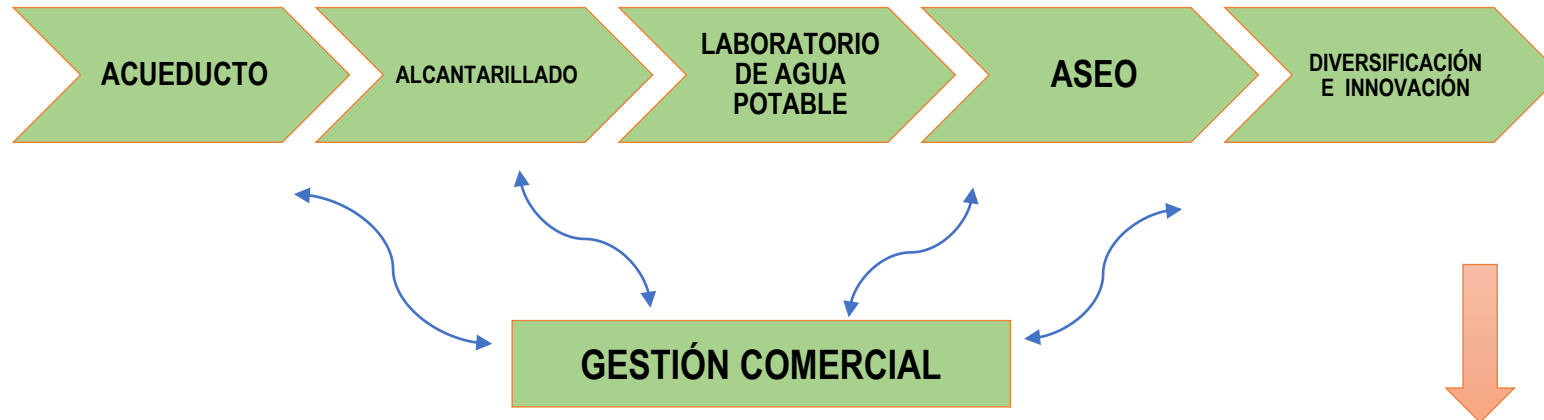 ACUEDUCTO
ALCANTARILLADO
LABORATORIO
DE AGUA
POTABLE
ASEO
DIVERSIFICACIÓN
E INNOVACIÓN
GESTIÓN COMERCIAL